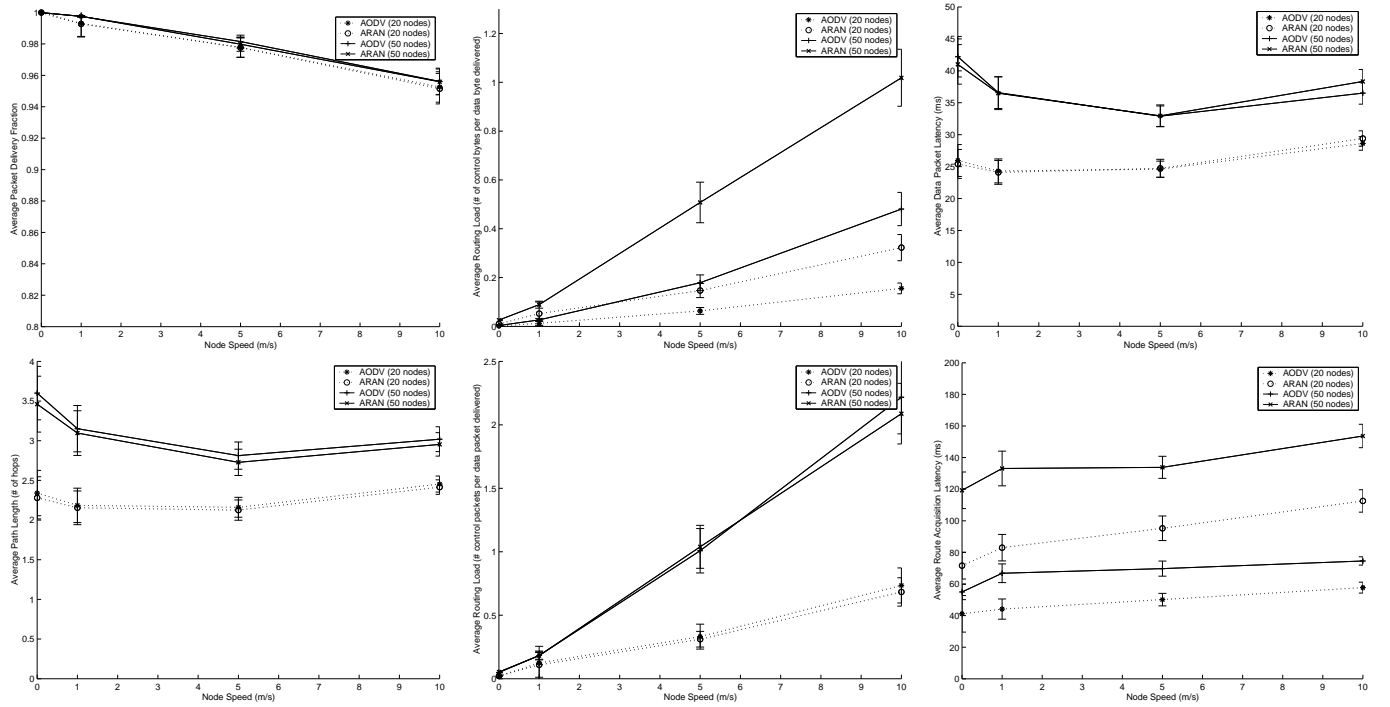 Average Packet Delivery Fraction
1
0.98
0.96
0.94
0.92
0.9
0.88
0.86
0.84
0.82
0.8
0 1 2 3 4 5 6 7 8 9 10
Node Speed (m/s)
AODV (20 nodes)
ARAN (20 nodes)
AODV (50 nodes)
ARAN (50 nodes)
Average Routing Load (# of control bytes per data byte delivered)
1.2
1
0.8
0.6
0.4
0.2
0
0 1 2 3 4 5 6 7 8 9 10
Node Speed (m/s)
AODV (20 nodes)
ARAN (20 nodes)
AODV (50 nodes)
ARAN (50 nodes)
Average Data Packet Latency (ms)
50
45
40
35
30
25
20
15
10
5
0
0 1 2 3 4 5 6 7 8 9 10
Node Speed (m/s)
AODV (20 nodes)
ARAN (20 nodes)
AODV (50 nodes)
ARAN (50 nodes)
Average Path Length (# of hops)
4
3.5
3
2.5
2
1.5
1
0.5
0
0 1 2 3 4 5 6 7 8 9 10
Node Speed (m/s)
AODV (20 nodes)
ARAN (20 nodes)
AODV (50 nodes)
ARAN (50 nodes)
Average Routing Load (# control packets per data packet delivered)
2.5
2
1.5
1
0.5
0
0 1 2 3 4 5 6 7 8 9 10
Node Speed (m/s)
AODV (20 nodes)
ARAN (20 nodes)
AODV (50 nodes)
ARAN (50 nodes)
Average Route Acquisition Latency (ms)
200
180
160
140
120
100
80
60
40
20
0
0 1 2 3 4 5 6 7 8 9 10
Node Speed (m/s)
AODV (20 nodes)
ARAN (20 nodes)
AODV (50 nodes)
ARAN (50 nodes)